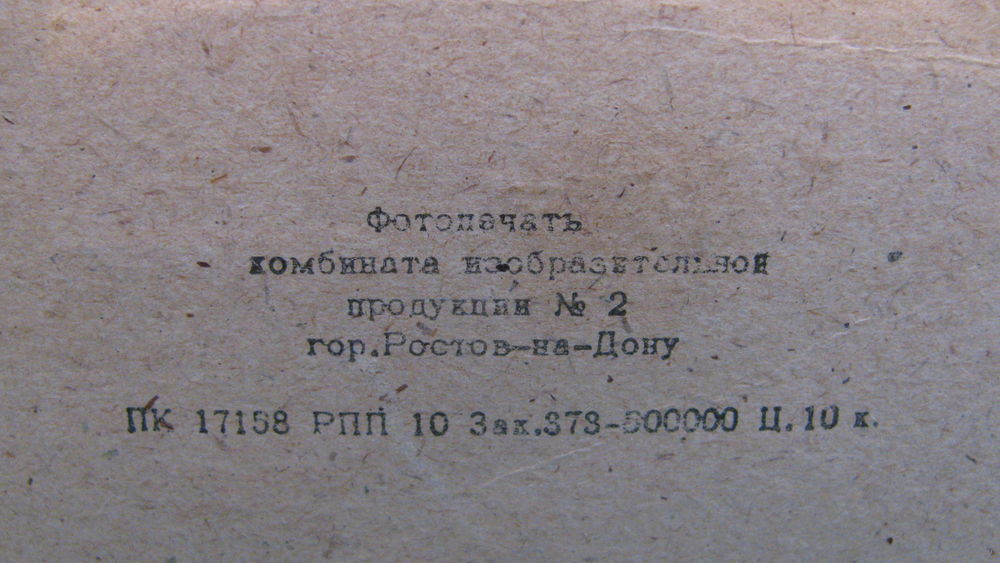 Фотопечать
комбината изобразительной
продукции № 2
гор.Ростов-на-Дону
ПК 17158 РПП 10 Зак.373-500000 Ц. 10 к.